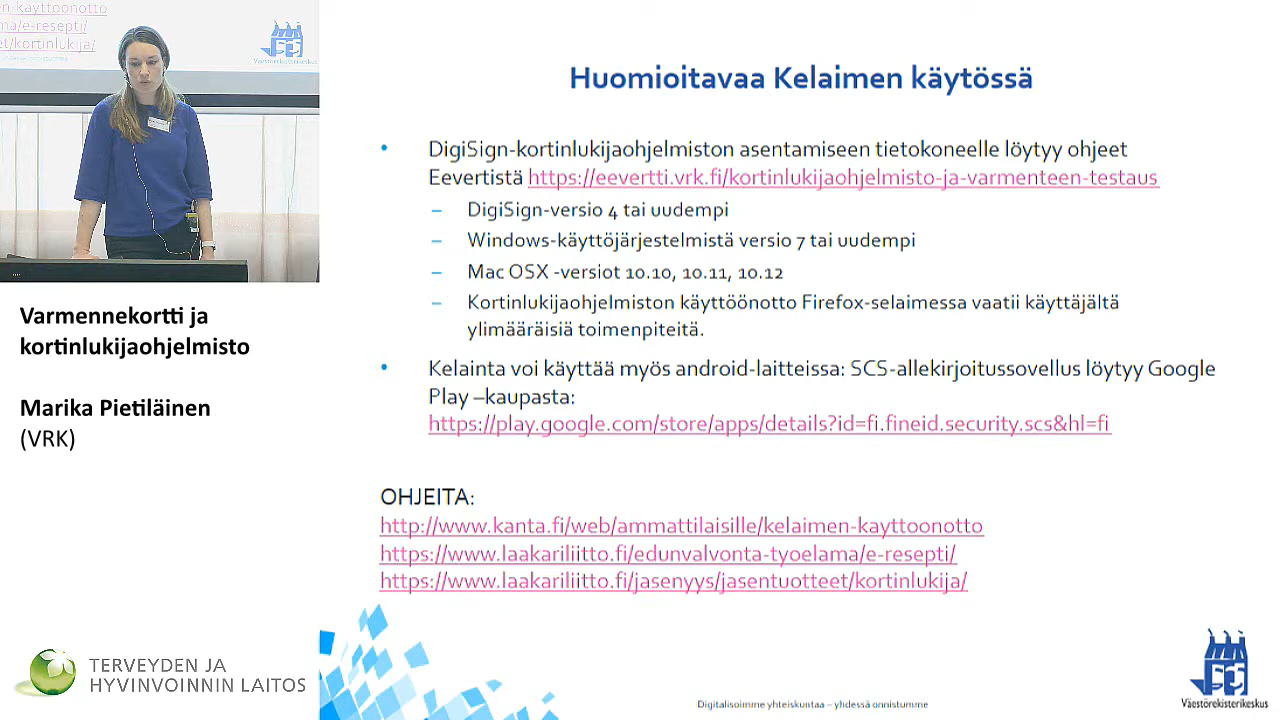 en-kayttoonotto
ma/e-resepti/
et/kortinlukija/
Väestörekisterikeskus
Huomioitavaa Kelaimen käytössä
• DigiSign-kortinlukijaohjelmiston asentamiseen tietokoneelle löytyy ohjeet
Eevertistä https://eevertti.vrk.fi/kortinlukijaohjelmisto-ja-varmenteen-testaus
– DigiSign-versio 4 tai uudempi
– Windows-käyttöjärjestelmistä versio 7 tai uudempi
– Mac OSX -versiot 10.10, 10.11, 10.12
– Kortinlukijaohjelmiston käyttöönotto Firefox-selaimessa vaatii käyttäjältä
ylimääräisiä toimenpiteitä.
• Kelainta voi käyttää myös android-laitteissa: SCS-allekirjoitussovellus löytyy Google
Play –kaupasta:
https://play.google.com/store/apps/details?id=fi.fineid.security.scs&hl=fi
OHJEITA:
http://www.kanta.fi/web/ammattilaisille/kelaimen-kayttoonotto
https://www.laakariliitto.fi/edunvalvonta-tyoelama/e-resepti/
https://www.laakariliitto.fi/jasenyys/jasentuotteet/kortinlukija/
Varmennekortti ja
kortinlukijaohjelmisto
Marika Pietiläinen
(VRK)
TERVEYDEN JA
HYVINVOINNIN LAITOS
Digitalisoimme yhteiskuntaa – yhdessä onnistumme
Väestörekisterikeskus